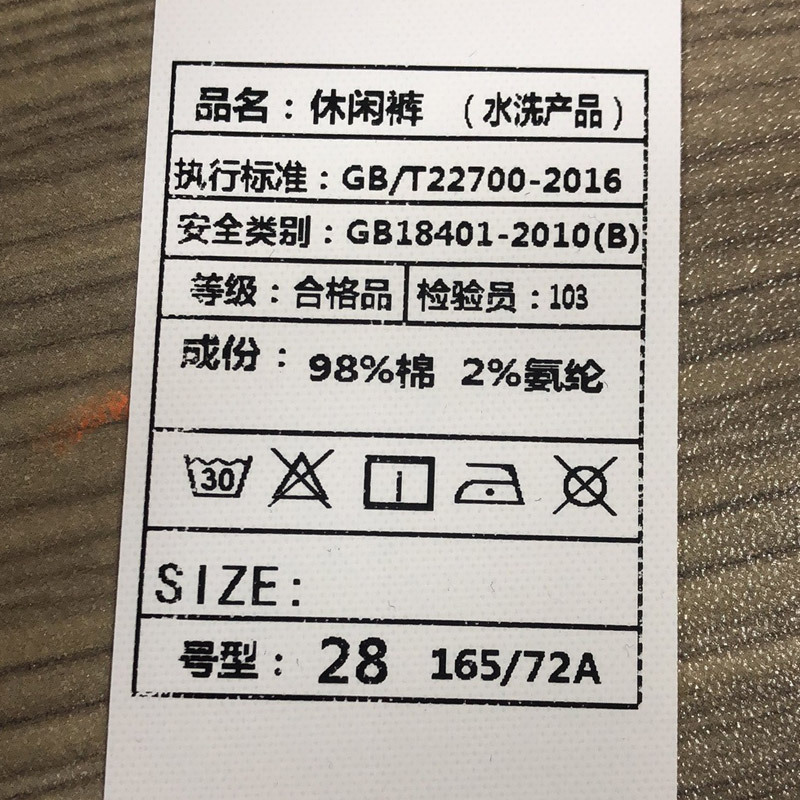 品名：休闲裤 （水洗产品）
执行标准：GB/T22700-2016
安全类别：GB18401-2010(B)
等级：合格品 检验员：103
成份：98%棉 2%氨纶
30
SIZE:
号型：28 165/72A